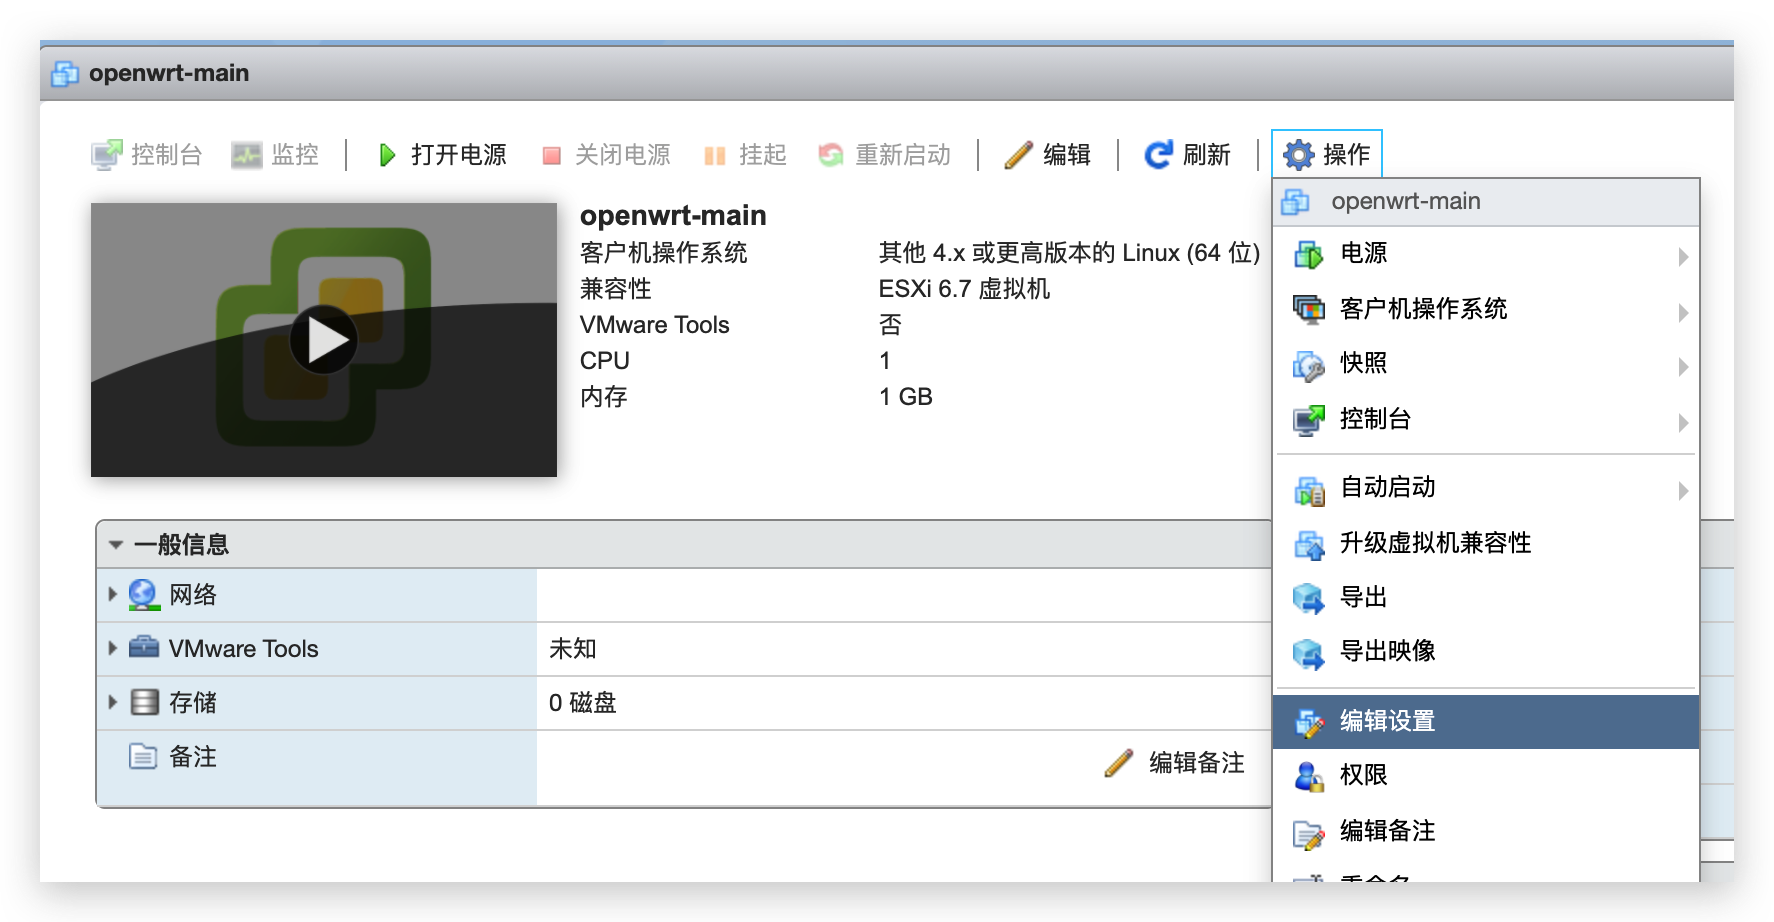 openwrt-main
控制台 监控 打开电源 关闭电源 挂起 重新启动 编辑 刷新 操作
openwrt-main
客户机操作系统 其他 4.x 或更高版本的 Linux (64 位)
兼容性 ESXi 6.7 虚拟机
VMware Tools 否
CPU 1
内存 1 GB
一般信息
网络
VMware Tools 未知
存储 0 磁盘
备注 编辑备注
openwrt-main
电源
客户机操作系统
快照
控制台
自动启动
升级虚拟机兼容性
导出
导出映像
编辑设置
权限
编辑备注